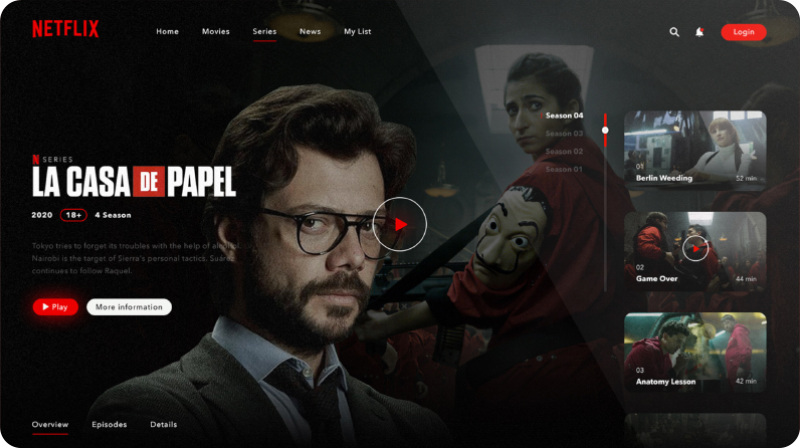 NETFLIX
Home Movies Series News My List
Login
N SERIES
LA CASA DE PAPEL
2020 18+ 4 Season
Tokyo tries to forget its troubles with the help of alcohol.
Nairobi is the target of Sierra's personal tactics. Suárez
continues to follow Raquel.
Play More information
Overview Episodes Details
Season 04
Season 03
Season 02
Season 01
01
Berlin Weeding 52 min
02
Game Over 44 min
03
Anatomy Lesson 42 min